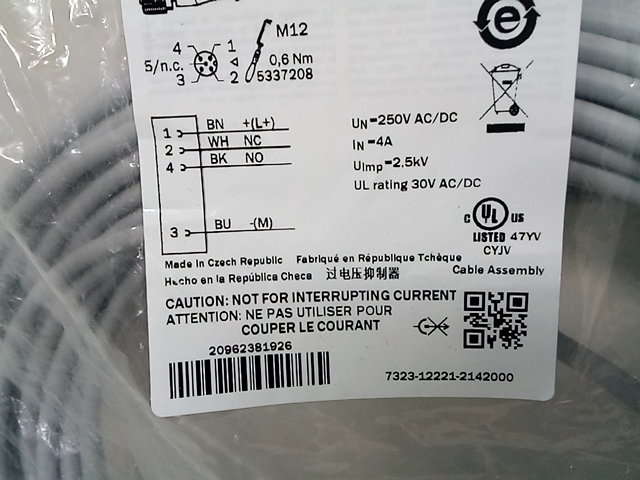 M12
4 1
5/n.c. 0,6 Nm
3 2 5337208
1 BN +(L+)
2 WH NC
4 BK NO
3 BU -(M)
UN=250V AC/DC
IN=4A
UImp=2.5kV
UL rating 30V AC/DC
C UL US
LISTED 47YV
CYJV
Cable Assembly
Made in Czech Republic Fabriqué en République Tchèque
Hecho en la República Checa 过电压抑制器
CAUTION: NOT FOR INTERRUPTING CURRENT
ATTENTION: NE PAS UTILISER POUR
COUPER LE COURANT
20962381926
7323-12221-2142000
e